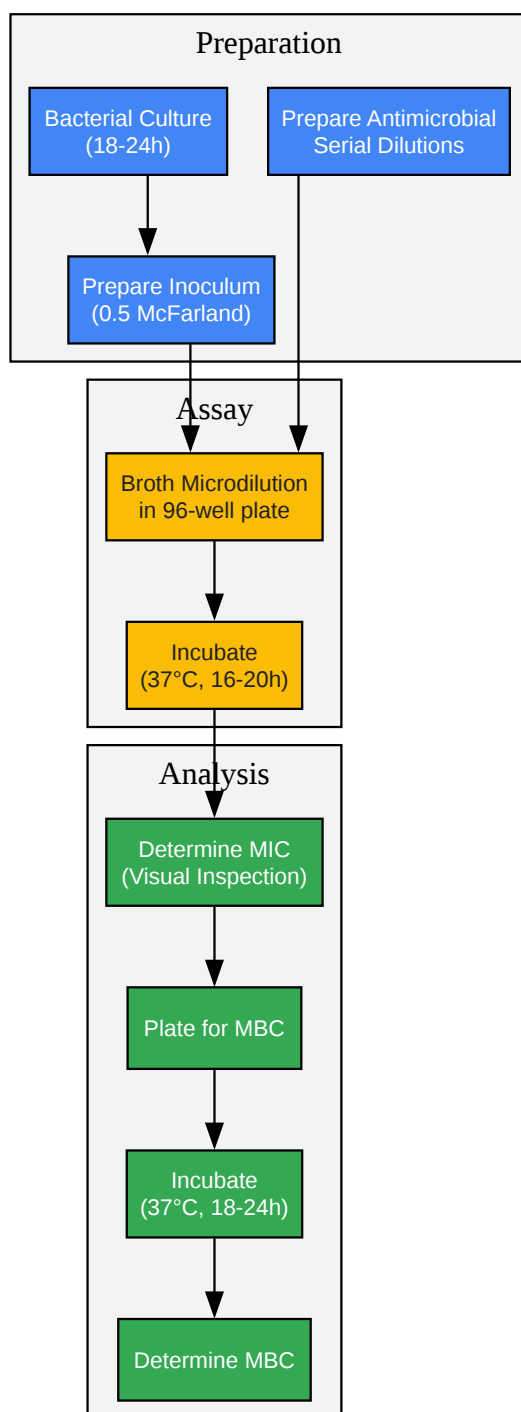 Preparation
Bacterial Culture
(18-24h)
Prepare Antimicrobial
Serial Dilutions
Prepare Inoculum
(0.5 McFarland)
Assay
Broth Microdilution
in 96-well plate
Incubate
(37°C, 16-20h)
Analysis
Determine MIC
(Visual Inspection)
Plate for MBC
Incubate
(37°C, 18-24h)
Determine MBC